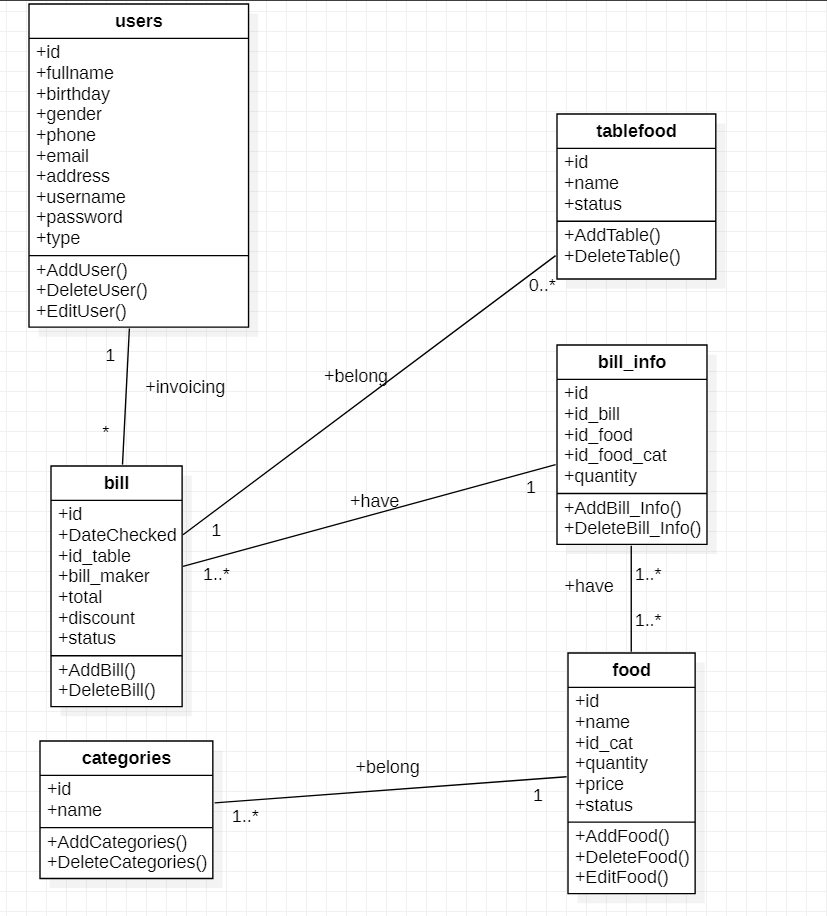 users
+id
+fullname
+birthday
+gender
+phone
+email
+address
+username
+password
+type
+AddUser()
+DeleteUser()
+EditUser()
1
+invoicing
*
tablefood
+id
+name
+status
+AddTable()
+DeleteTable()
0..*
+belong
1
bill
+id
+DateChecked
+id_table
+bill_maker
+total
+discount
+status
+AddBill()
+DeleteBill()
1..*
+have
1
bill_info
+id
+id_bill
+id_food
+id_food_cat
+quantity
+AddBill_Info()
+DeleteBill_Info()
1..*
+have
1..*
food
+id
+name
+id_cat
+quantity
+price
+status
+AddFood()
+DeleteFood()
+EditFood()
categories
+id
+name
+AddCategories()
+DeleteCategories()
+belong
1..*
1